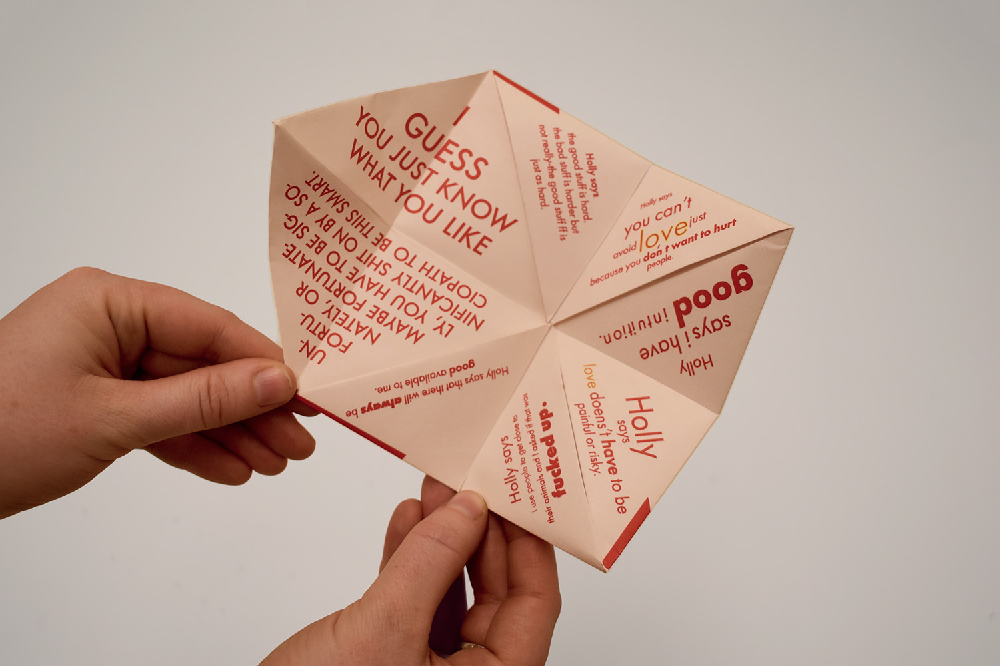 I
GUESS
YOU JUST KNOW
WHAT YOU LIKE
UN-
FORTU-
NATELY, OR
MAYBE FORTUNATE-
LY, YOU HAVE TO BE SIG-
NIFICANTLY SHIT ON BY A SO-
CIOPATH TO BE THIS SMART.
Holly says
the good stuff is hard.
the bad stuff is harder but
not really-the good stuff ff is
just as hard.
Holly says
you can't
avoid love just
because you don't want to hurt
people.
Holly
says i have
good intuition.
Holly
says
love doens't have to be
painful or risky.
Holly says
i use people to get close to
their animals and I asked if that was
fucked up.
Holly says that there will always be
good available to me.